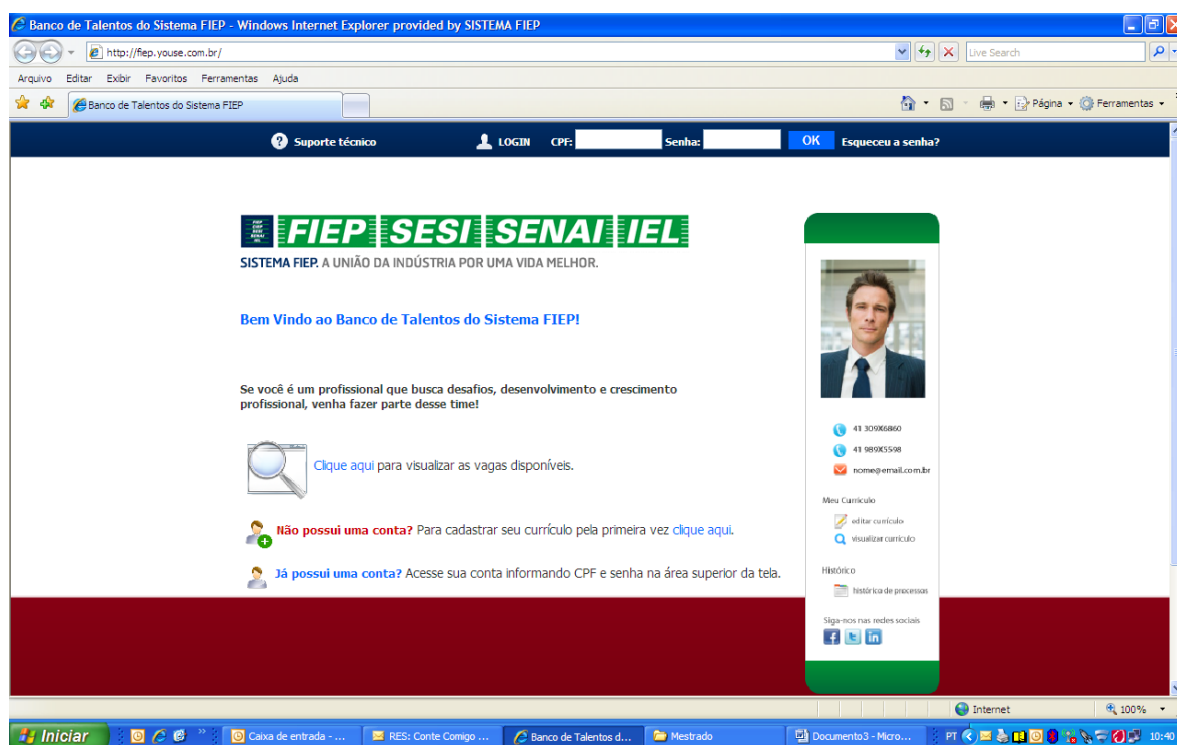 Banco de Talentos do Sistema FIEP - Windows Internet Explorer provided by SISTEMA FIEP
http://fiep.youse.com.br/
Live Search
Arquivo Editar Exibir Favoritos Ferramentas Ajuda
Banco de Talentos do Sistema FIEP
Página Ferramentas
Suporte técnico LOGIN CPF: Senha: OK Esqueceu a senha?
FIEP SESI SENAI IEL
SISTEMA FIEP. A UNIÃO DA INDÚSTRIA POR UMA VIDA MELHOR.
Bem Vindo ao Banco de Talentos do Sistema FIEP!
Se você é um profissional que busca desafios, desenvolvimento e crescimento
profissional, venha fazer parte desse time!
Clique aqui para visualizar as vagas disponíveis.
Não possui uma conta? Para cadastrar seu currículo pela primeira vez clique aqui.
Já possui uma conta? Acesse sua conta informando CPF e senha na área superior da tela.
41 309X6860
41 989X5598
nome@email.com.br
Meu Curriculo
editar currículo
visualizar currículo
Histórico
histórico de processos
Siga-nos nas redes sociais
Internet 100%
Iniciar
Caixa de entrada - ...
RES: Conte Comigo ...
Banco de Talentos d...
Mestrado
Documento3 - Micro...
PT
10:40